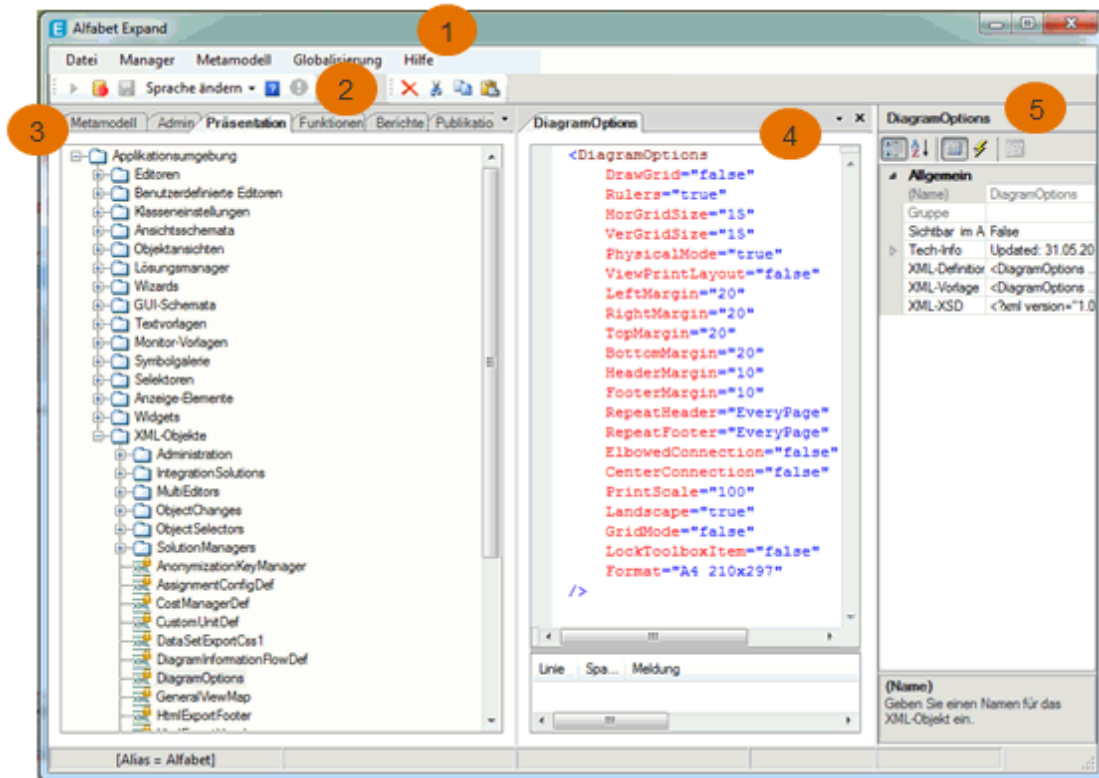 Alfabet Expand
1
Datei Manager Metamodell Globalisierung Hilfe
Sprache ändern
2
3
Metamodell Admin Präsentation Funktionen Berichte Publikatio
Applikationsumgebung
Editoren
Benutzerdefinierte Editoren
Klasseneinstellungen
Ansichtsschemata
Objektansichten
Lösungsmanager
Wizards
GUI-Schemata
Textvorlagen
Monitor-Vorlagen
Symbolgalerie
Selektoren
Anzeige-Elemente
Widgets
XML-Objekte
Administration
IntegrationSolutions
MultiEditors
ObjectChanges
ObjectSelectors
SolutionManagers
AnonymizationKeyManager
AssignmentConfigDef
CostManagerDef
CustomUnitDef
DataSetExportCss1
DiagramInformationFlowDef
DiagramOptions
GeneralViewMap
HtmlExportFooter
[Alias = Alfabet]
DiagramOptions
4
<DiagramOptions
DrawGrid="false"
Rulers="true"
HorGridSize="15"
VerGridSize="15"
PhysicalMode="true"
ViewPrintLayout="false"
LeftMargin="20"
RightMargin="20"
TopMargin="20"
BottomMargin="20"
HeaderMargin="10"
FooterMargin="10"
RepeatHeader="EveryPage"
RepeatFooter="EveryPage"
ElbowedConnection="false"
CenterConnection="false"
PrintScale="100"
Landscape="true"
GridMode="false"
LockToolboxItem="false"
Format="A4 210x297"
/>
Linie Spa... Meldung
DiagramOptions
5
Allgemein
(Name) DiagramOptions
Gruppe
Sichtbar im A False
Tech-Info Updated: 31.05.20
XML-Definition <DiagramOptions ...
XML-Vorlage <DiagramOptions ...
XML-XSD <?xml version="1.0
(Name)
Geben Sie einen Namen für das
XML-Objekt ein.